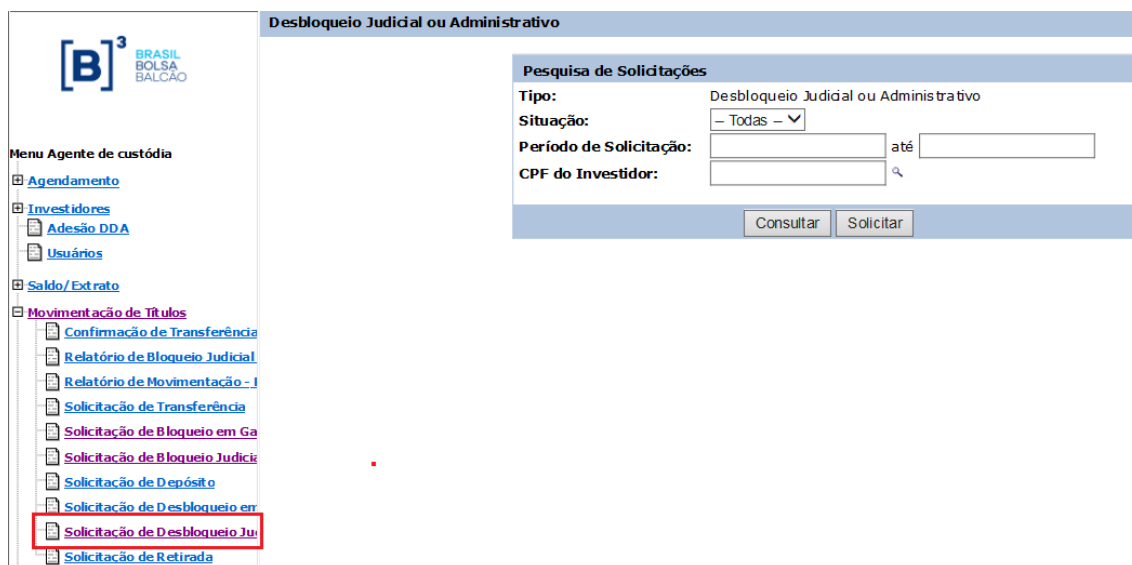 Desbloqueio Judicial ou Administrativo
[B]³ BRASIL
BOLSA
BALCÃO
Pesquisa de Solicitações
Tipo: Desbloqueio Judicial ou Administrativo
Situação: – Todas –
Período de Solicitação: até
CPF do Investidor:
Consultar Solicitar
Menu Agente de custódia
Agendamento
Investidores
Adesão DDA
Usuários
Saldo/Extrato
Movimentação de Títulos
Confirmação de Transferência
Relatório de Bloqueio Judicial
Relatório de Movimentação -
Solicitação de Transferência
Solicitação de Bloqueio em Ga
Solicitação de Bloqueio Judicia
Solicitação de Depósito
Solicitação de Desbloqueio em
Solicitação de Desbloqueio Ju
Solicitação de Retirada